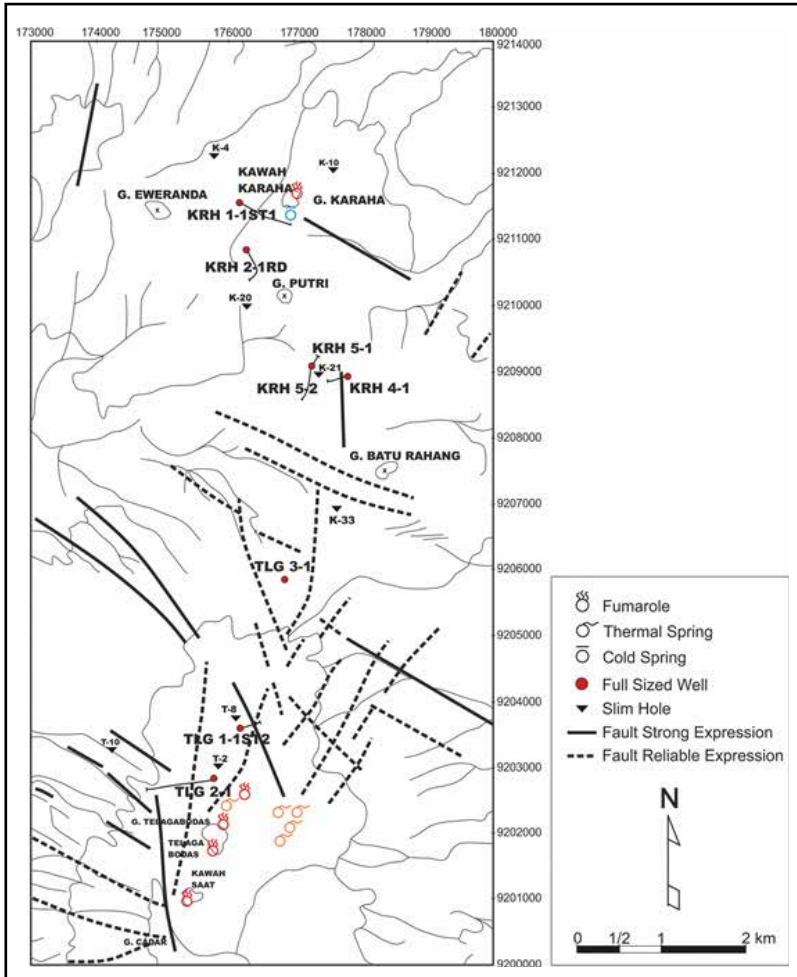 173000 174000 175000 176000 177000 178000 179000 180000
9214000
9213000
K-4
K-10
9212000
KAWAH
KARAHA
G. EWERANDA
G. KARAHA
KRH 1-1ST1
9211000
KRH 2-1RD
G. PUTRI
K-20
9210000
KRH 5-1
K-21
9209000
KRH 5-2
KRH 4-1
9208000
G. BATU RAHANG
9207000
K-33
TLG 3-1
9206000
9205000
9204000
T-8
TLG 1-1ST2
T-10
T-2
9203000
TLG 2-1
G. TELAGABODAS
9202000
TELAGA
BODAS
KAWAH
SAAT
9201000
G. CADAR
9200000
Fumarole
Thermal Spring
Cold Spring
Full Sized Well
Slim Hole
Fault Strong Expression
Fault Reliable Expression
N
0 1/2 1 2 km